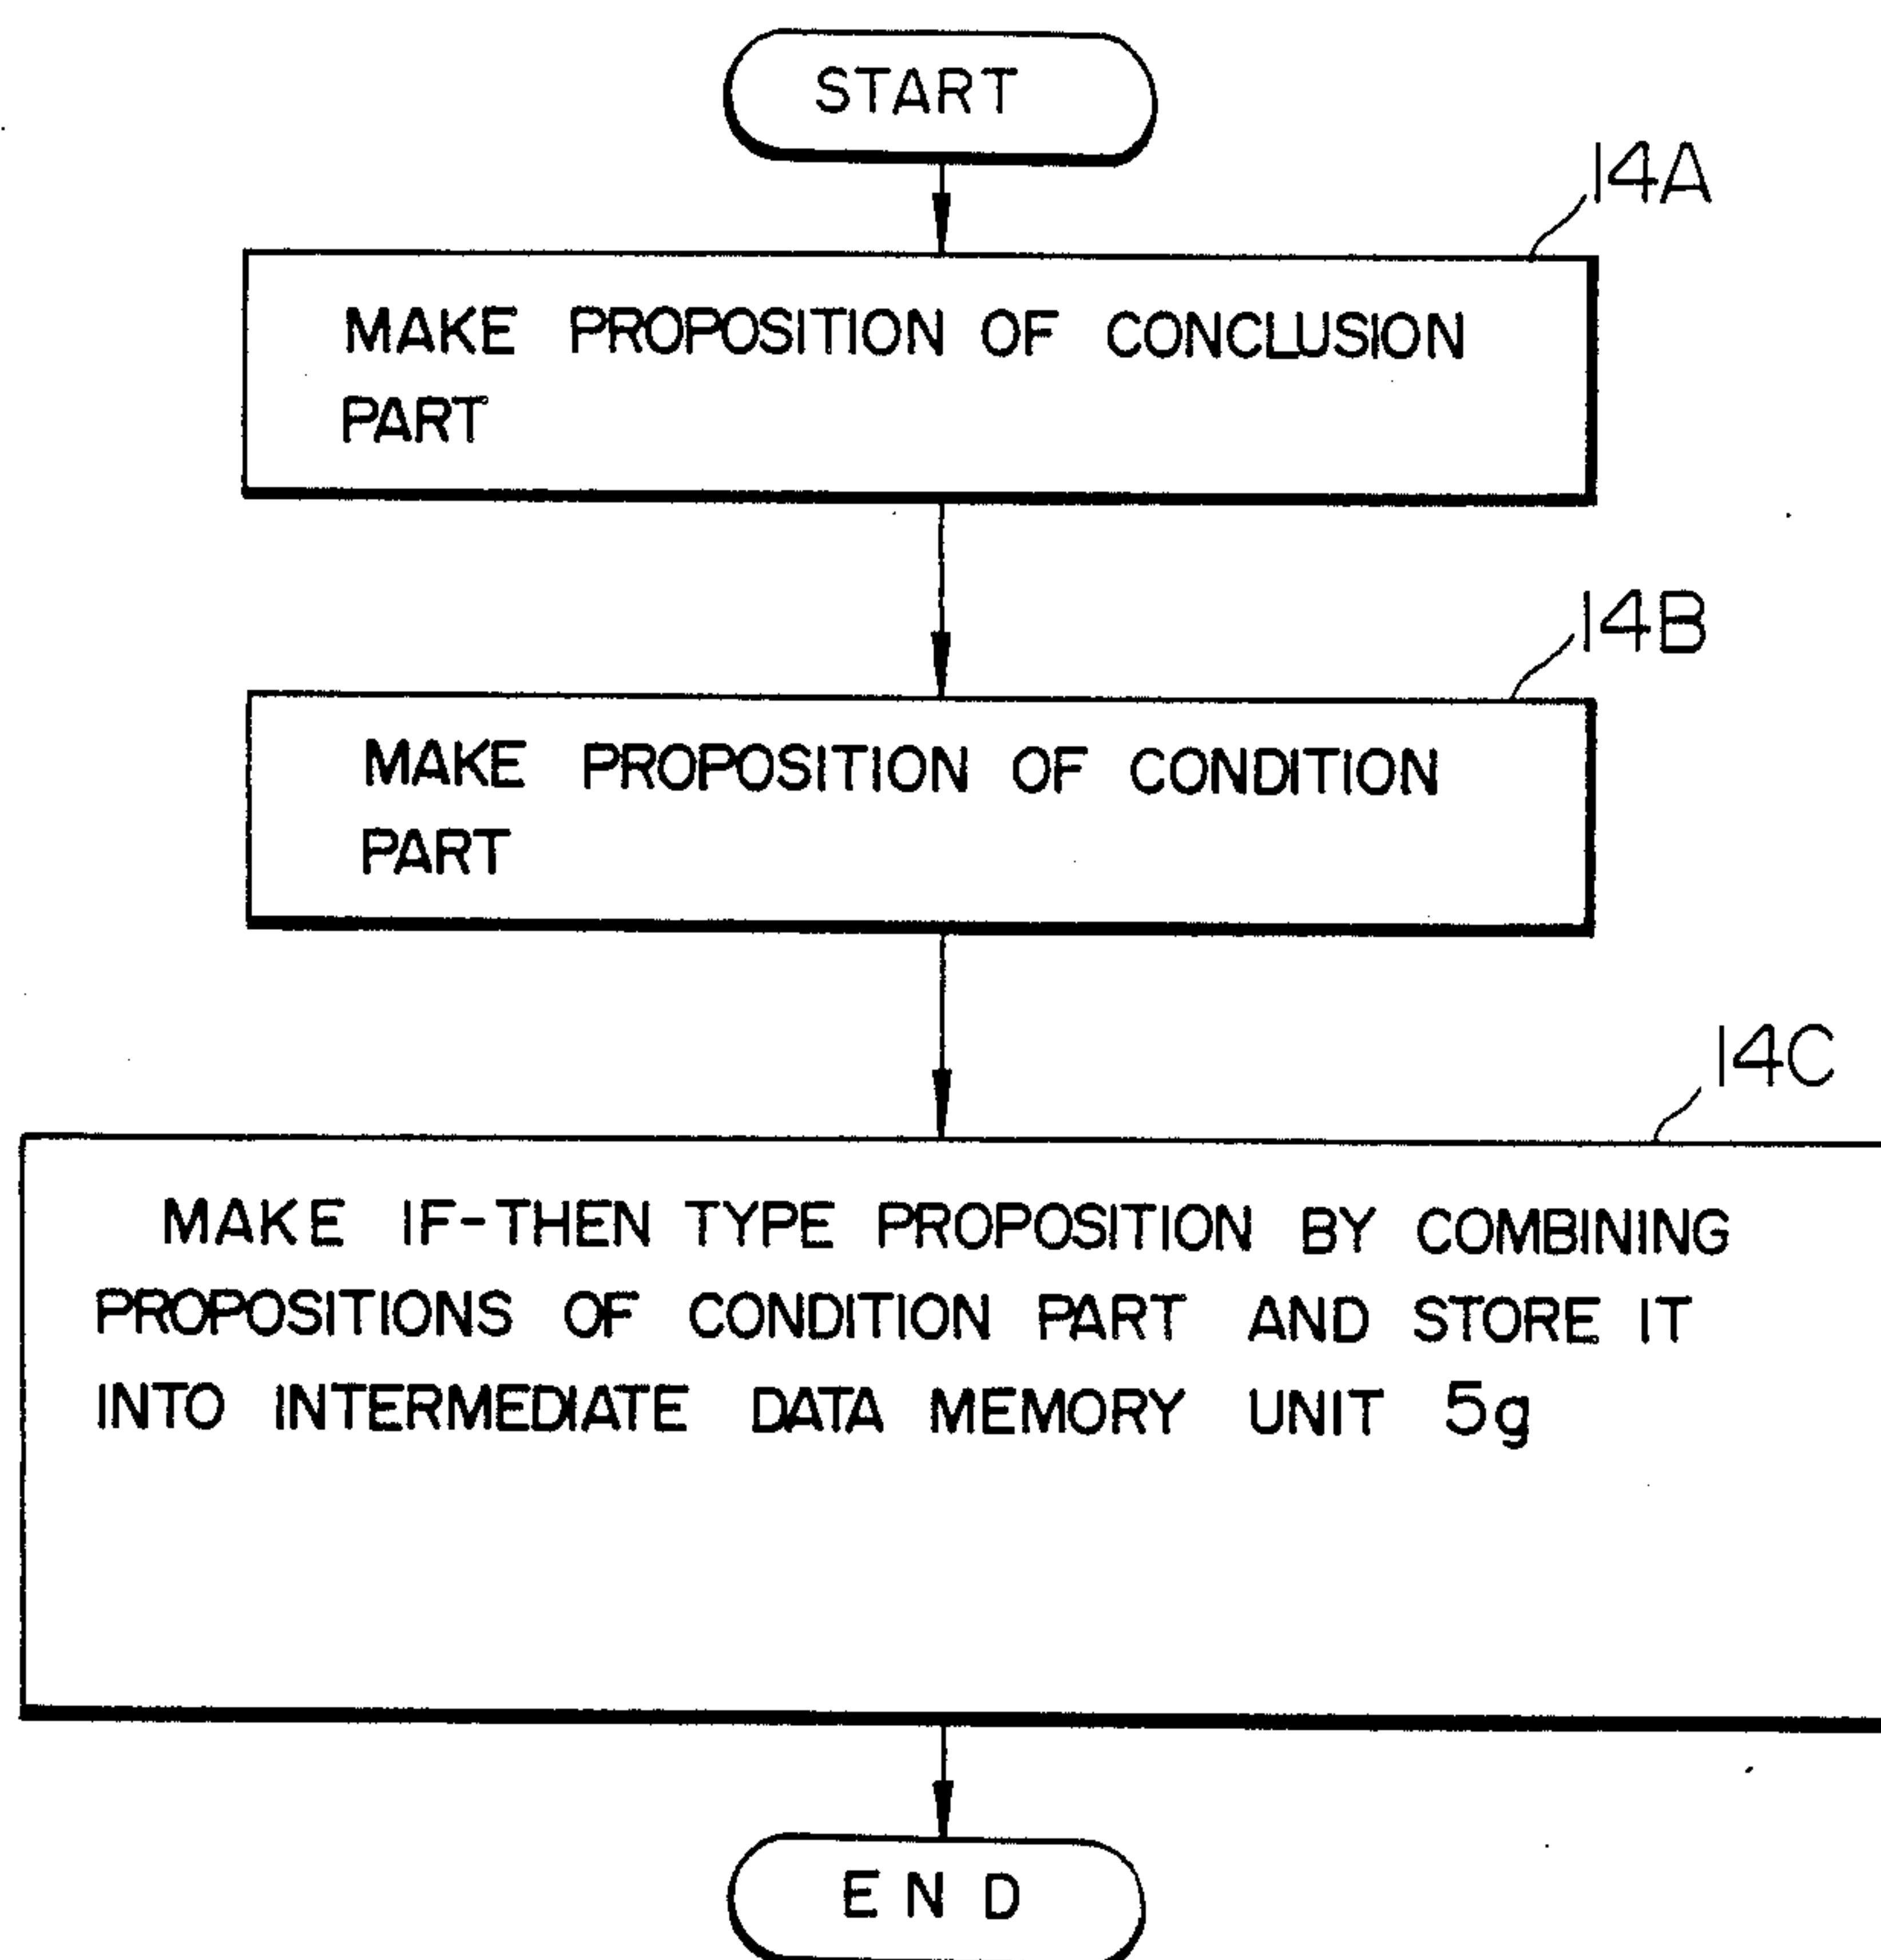 START
14A
MAKE PROPOSITION OF CONCLUSION
PART
14B
MAKE PROPOSITION OF CONDITION
PART
14C
MAKE IF-THEN TYPE PROPOSITION BY COMBINING
PROPOSITIONS OF CONDITION PART AND STORE IT
INTO INTERMEDIATE DATA MEMORY UNIT 5g
END